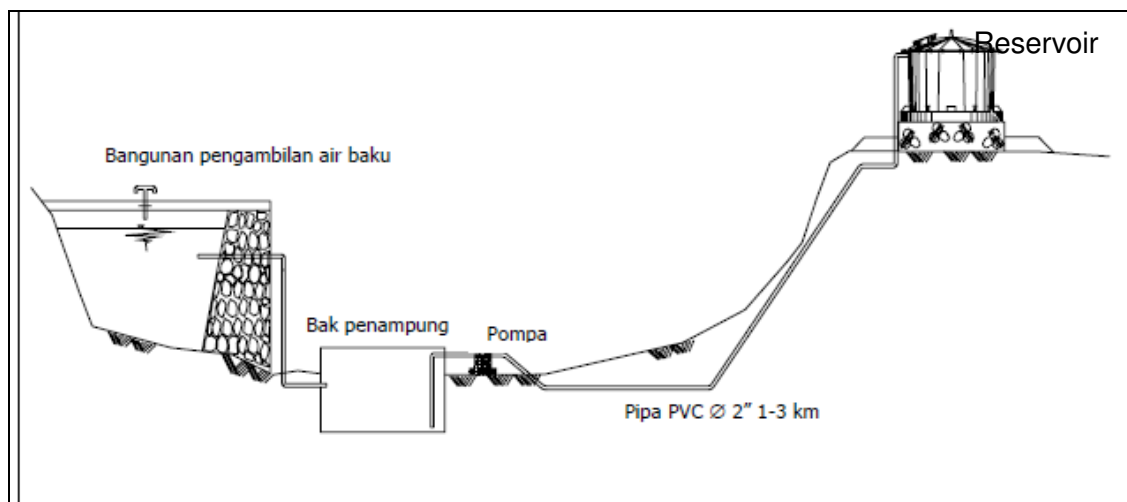 Reservoir
Bangunan pengambilan air baku
Bak penampung
Pompa
Pipa PVC ∅ 2” 1-3 km